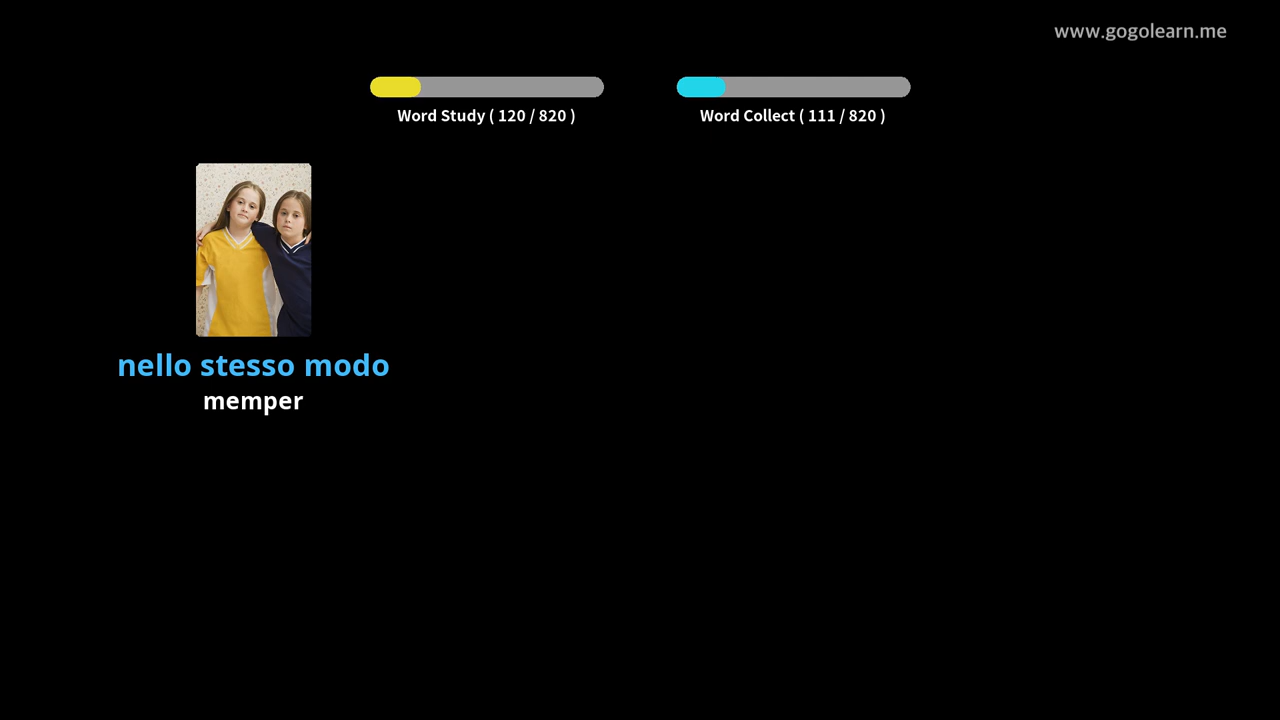 www.gogolearn.me
Word Study ( 120 / 820 )
Word Collect ( 111 / 820 )
nello stesso modo
memper